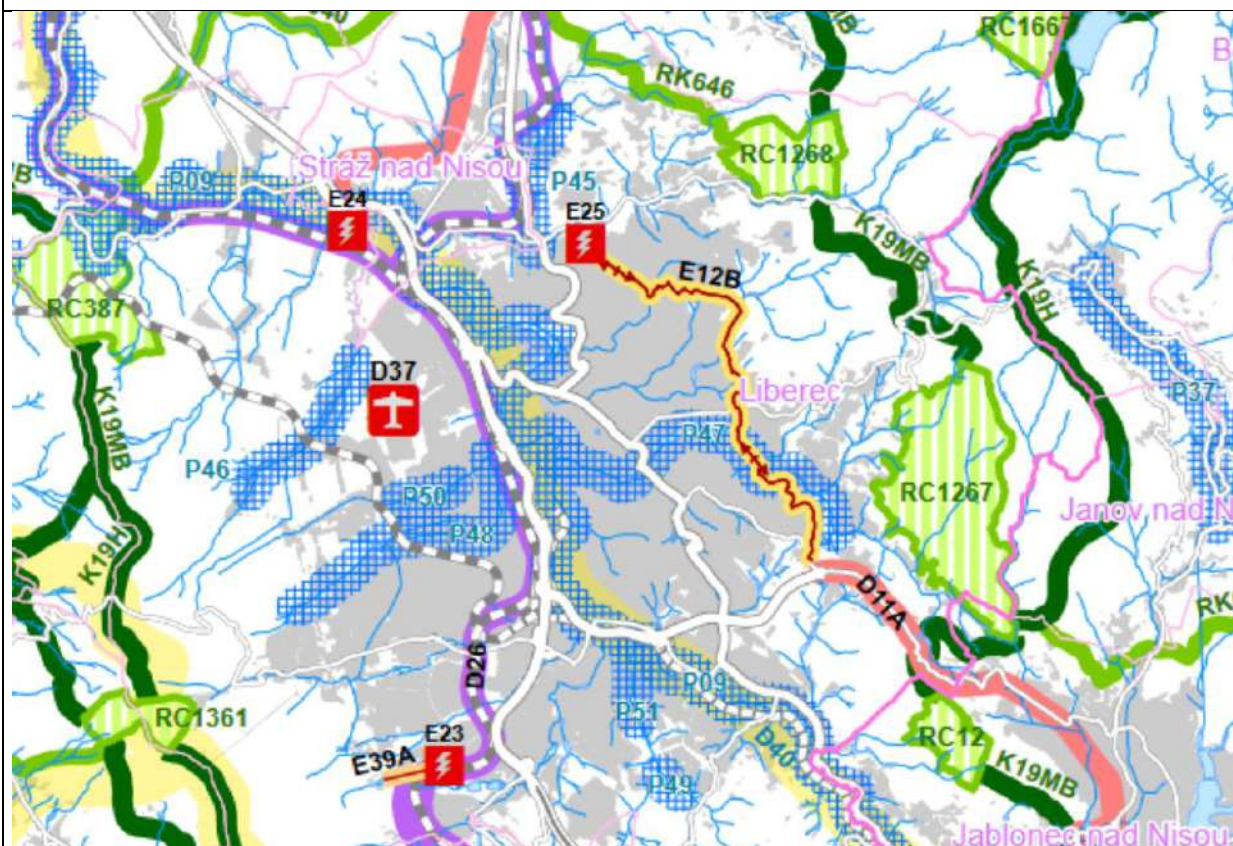 RC1667
B
RK646
RC1268
Stráž nad Nisou
P45
P09
E24
E25
K19MB
E12B
K19H
RC387
D37
Liberec
P37
P47
K19MB
P46
P50
RC1267
Janov nad N
P48
K19H
D11A
RK6
D26
P09
RC1361
P51
E23
RC12
E39A
D40
K19MB
P49
Jablonec nad Nisou